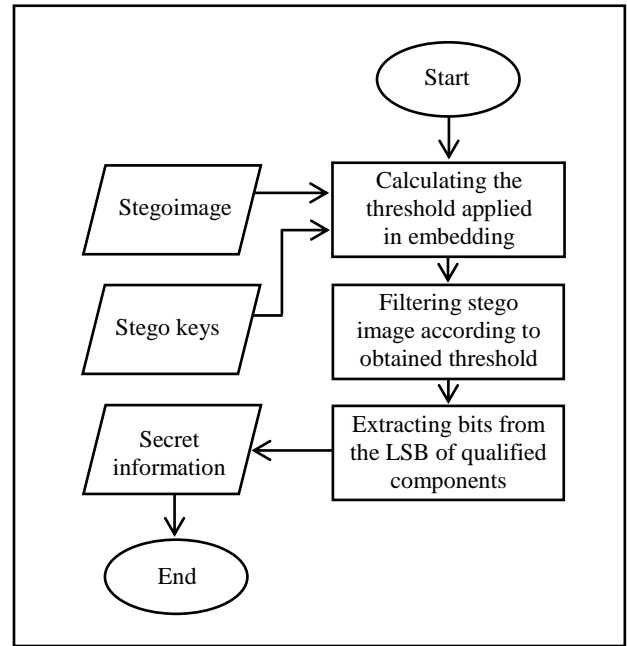 Start
Stegoimage
Calculating the
threshold applied
in embedding
Stego keys
Filtering stego
image according to
obtained threshold
Secret
information
Extracting bits from
the LSB of qualified
components
End